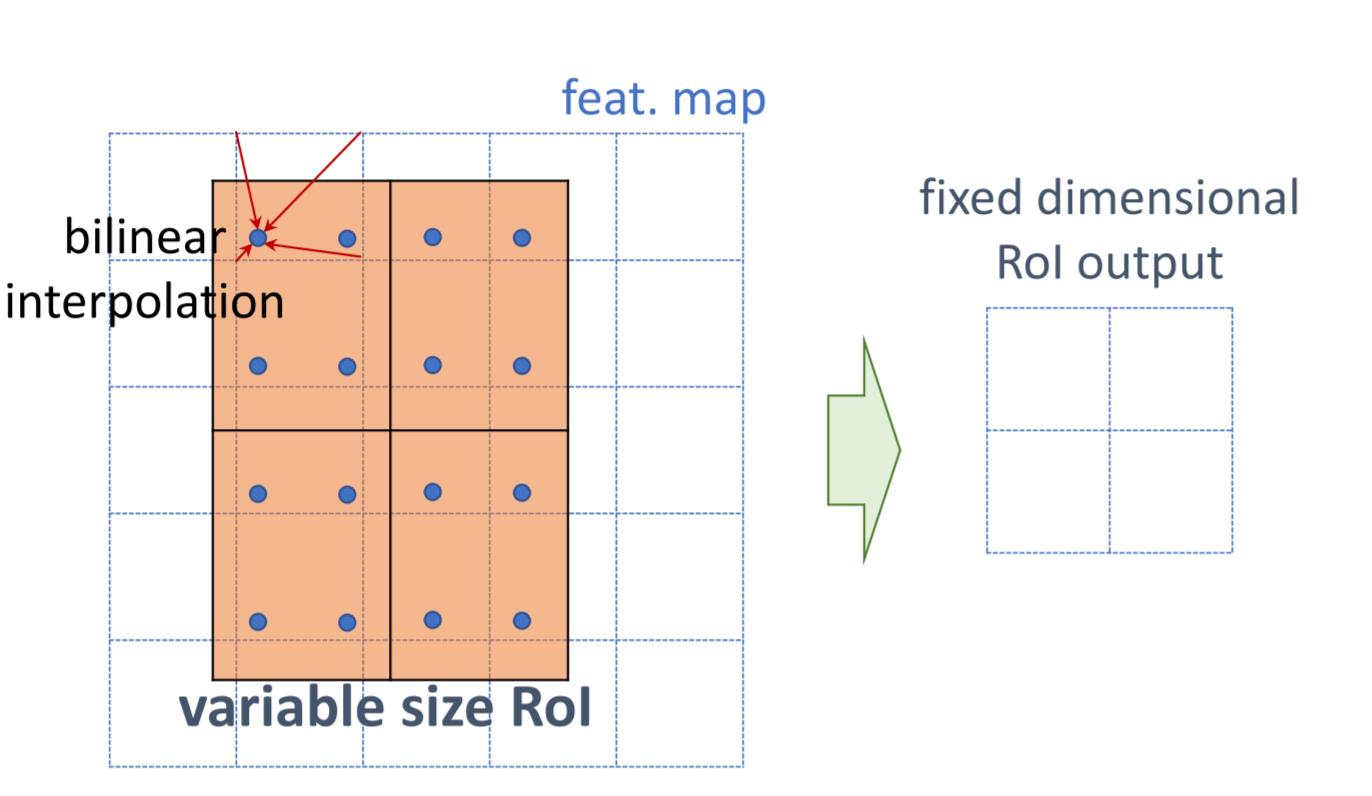 feat. map
bilinear
interpolation
variable size RoI
fixed dimensional
RoI output